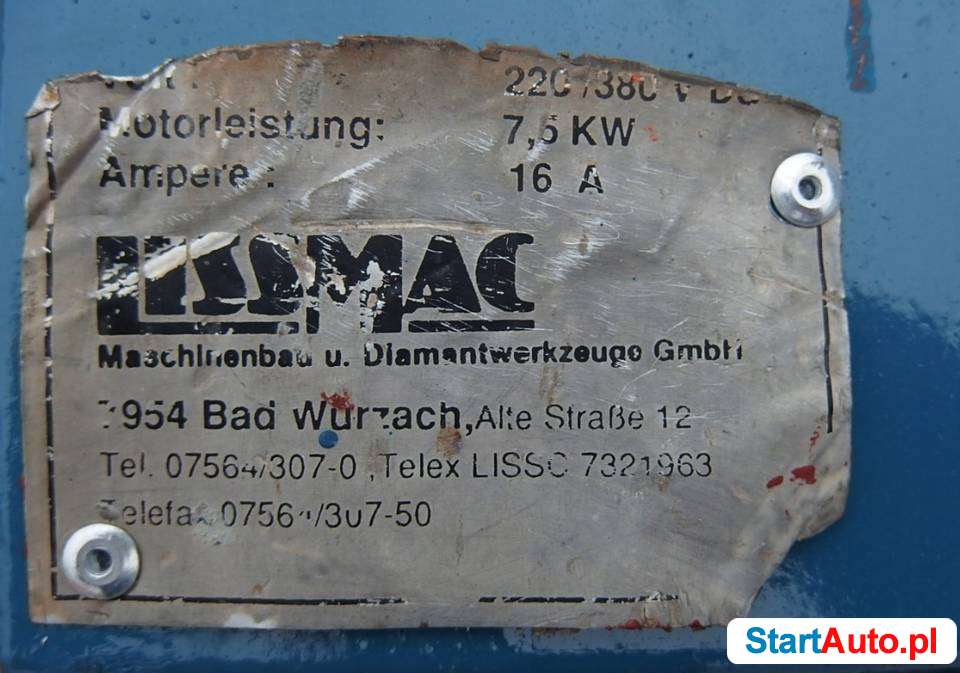 220/380 V
Motorleistung: 7,5 KW
Ampere: 16 A
LISSMAC
Maschinenbau u. Diamantwerkzeuge GmbH
7954 Bad Wurzach, Alte Straße 12
Tel. 07564/307-0, Telex LISSC 7321963
Telefax 07564/307-50
StartAuto.pl